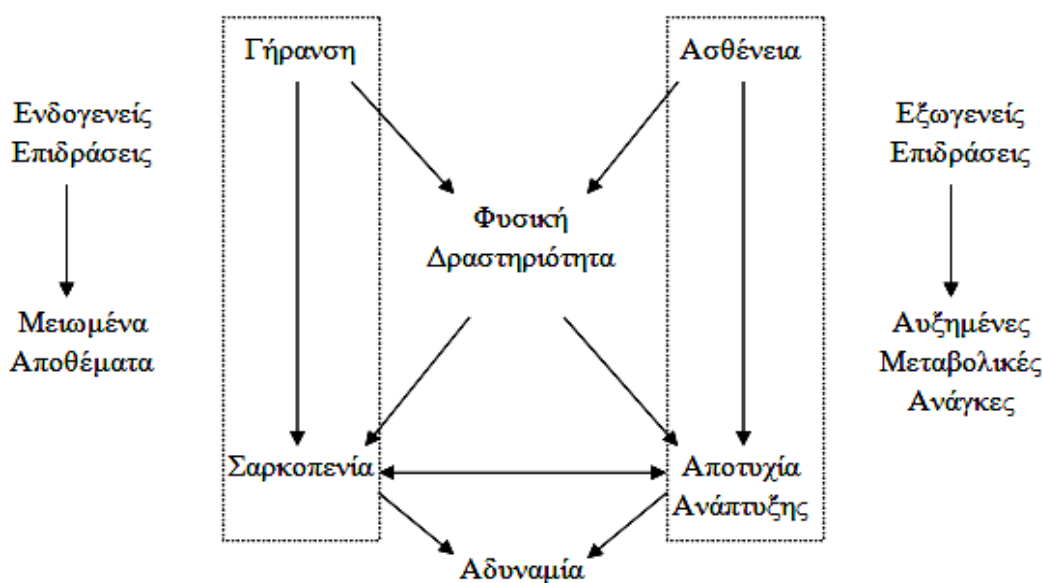 Γήρανση
Ασθένεια
Ενδογενείς
Επιδράσεις
Εξωγενείς
Επιδράσεις
Φυσική
Δραστηριότητα
Μειωμένα
Αποθέματα
Αυξημένες
Μεταβολικές
Ανάγκες
Σαρκοπενία
Αποτυχία
Ανάπτυξης
Αδυναμία